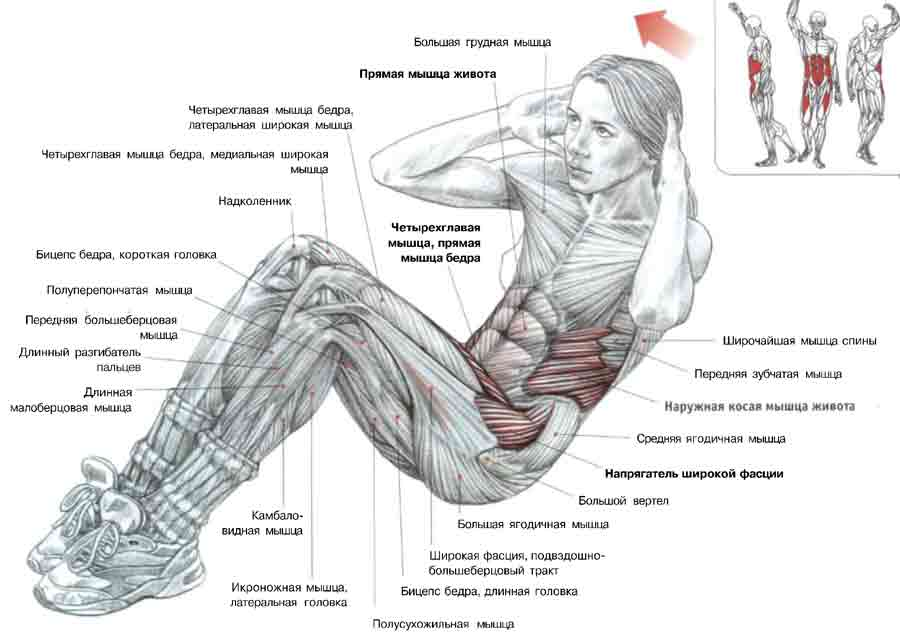 Большая грудная мышца
Прямая мышца живота
Четырехглавая мышца бедра,
латеральная широкая мышца
Четырехглавая мышца бедра, медиальная широкая
мышца
Надколенник
Четырехглавая
мышца, прямая
мышца бедра
Бицепс бедра, короткая головка
Полуперепончатая мышца
Передняя большеберцовая
мышца
Длинный разгибатель
пальцев
Длинная
малоберцовая мышца
Широчайшая мышца спины
Передняя зубчатая мышца
Наружная косая мышца живота
Средняя ягодичная мышца
Напрягатель широкой фасции
Большой вертел
Большая ягодичная мышца
Камбало-
видная мышца
Широкая фасция, подвздошно-
большеберцовый тракт
Икроножная мышца,
латеральная головка
Бицепс бедра, длинная головка
Полусухожильная мышца